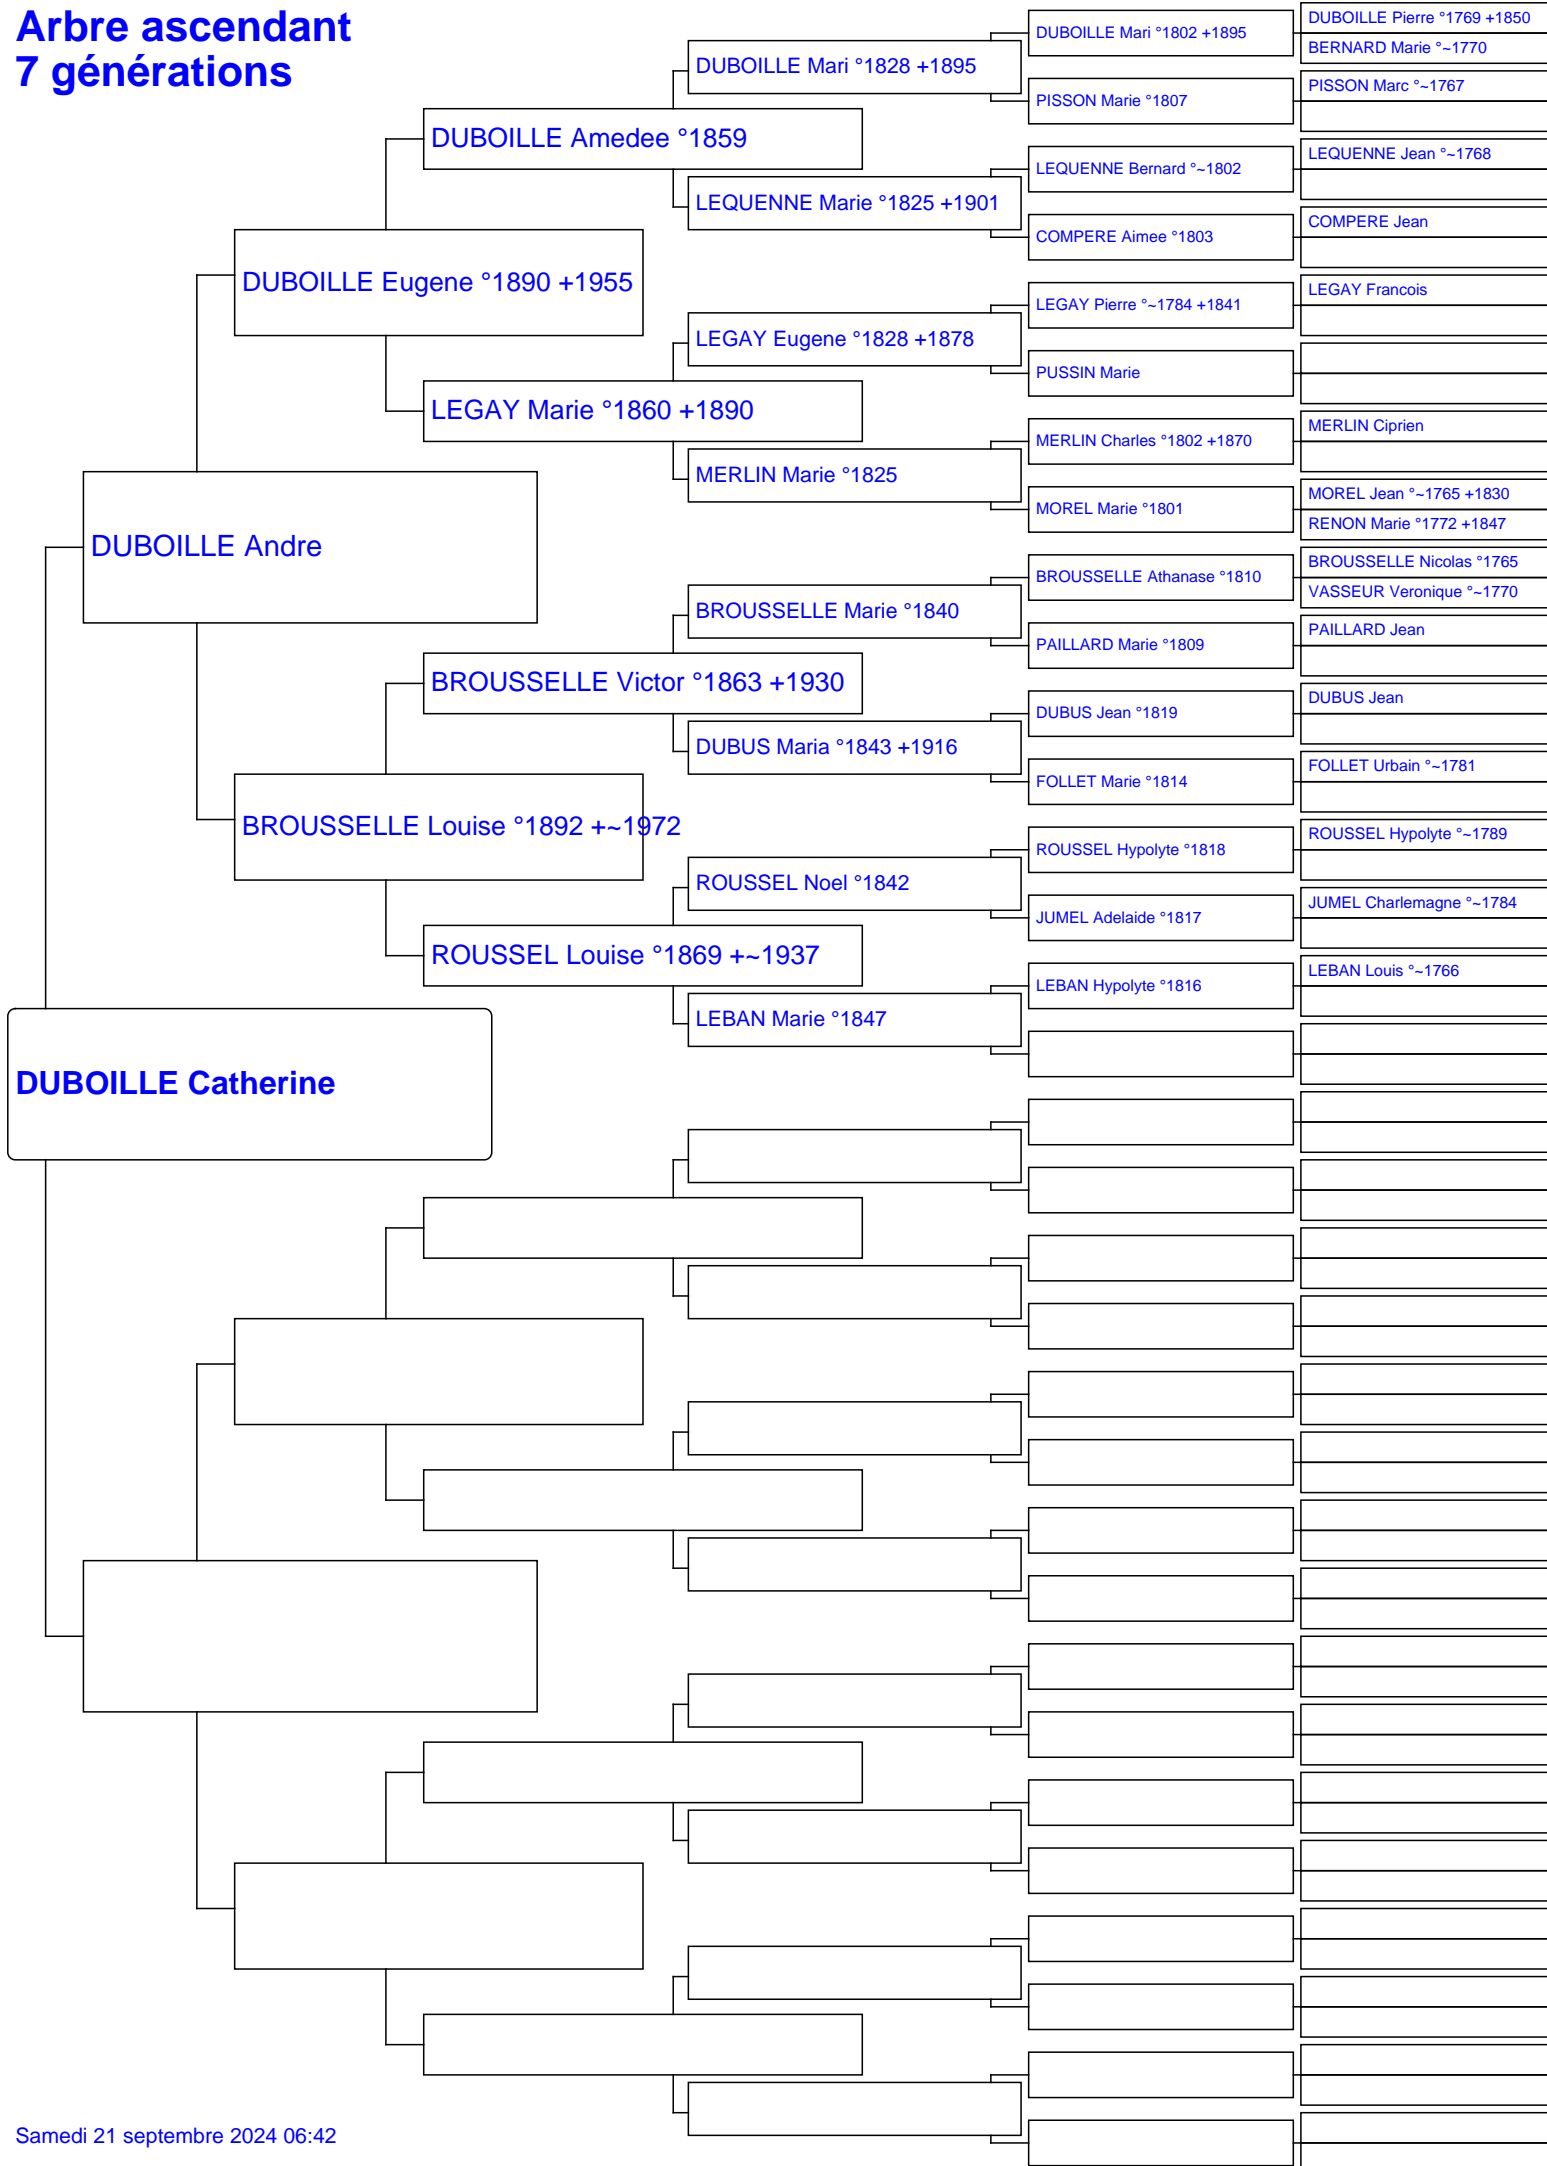 Arbre ascendant
7 générations
DUBOILLE Catherine
DUBOILLE Andre
DUBOILLE Eugene °1890 +1955
BROUSSELLE Louise °1892 +~1972
DUBOILLE Amedee °1859
LEGAY Marie °1860 +1890
BROUSSELLE Victor °1863 +1930
ROUSSEL Louise °1869 +~1937
DUBOILLE Mari °1828 +1895
LEQUENNE Marie °1825 +1901
LEGAY Eugene °1828 +1878
MERLIN Marie °1825
BROUSSELLE Marie °1840
DUBUS Maria °1843 +1916
ROUSSEL Noel °1842
LEBAN Marie °1847
DUBOILLE Mari °1802 +1895
PISSON Marie °1807
LEQUENNE Bernard °~1802
COMPERE Aimee °1803
LEGAY Pierre °~1784 +1841
PUSSIN Marie
MERLIN Charles °1802 +1870
MOREL Marie °1801
BROUSSELLE Athanase °1810
PAILLARD Marie °1809
DUBUS Jean °1819
FOLLET Marie °1814
ROUSSEL Hypolyte °1818
JUMEL Adelaide °1817
LEBAN Hypolyte °1816
DUBOILLE Pierre °1769 +1850
BERNARD Marie °~1770
PISSON Marc °~1767
LEQUENNE Jean °~1768
COMPERE Jean
LEGAY Francois
MERLIN Ciprien
MOREL Jean °~1765 +1830
RENON Marie °1772 +1847
BROUSSELLE Nicolas °1765
VASSEUR Veronique °~1770
PAILLARD Jean
DUBUS Jean
FOLLET Urbain °~1781
ROUSSEL Hypolyte °~1789
JUMEL Charlemagne °~1784
LEBAN Louis °~1766
Samedi 21 septembre 2024 06:42